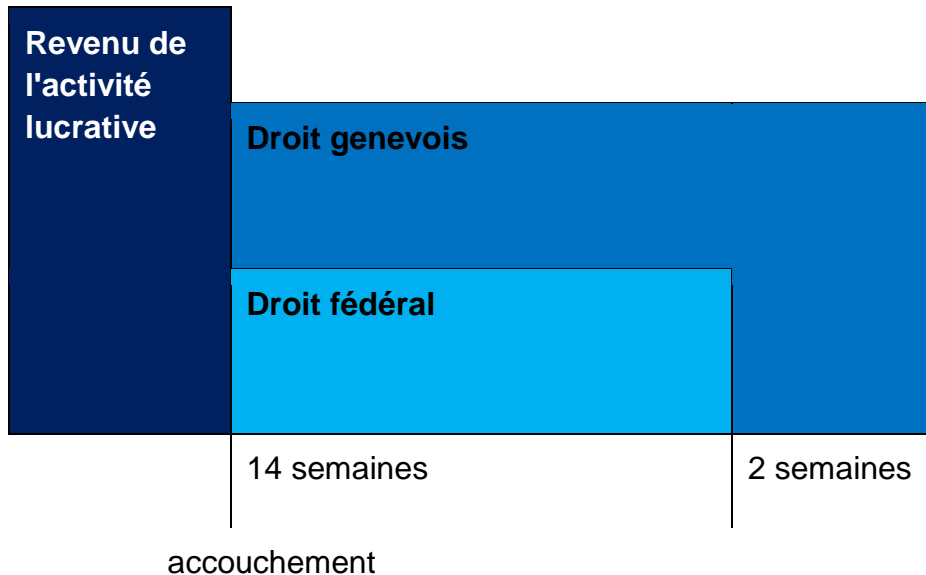 Revenu de
l'activité
lucrative
Droit genevois
Droit fédéral
14 semaines
2 semaines
accouchement